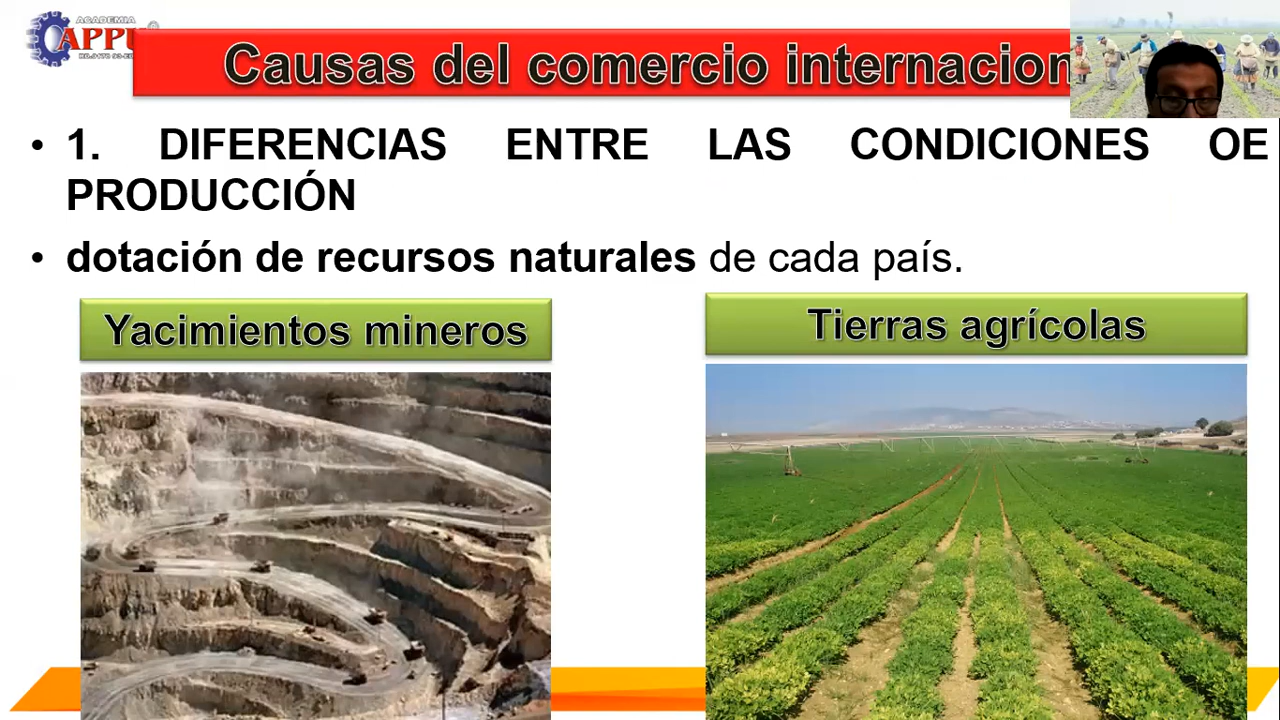 ACADEMIA
Causas del comercio internacion
• 1. DIFERENCIAS ENTRE LAS CONDICIONES OE
PRODUCCIÓN
• dotación de recursos naturales de cada país.
Yacimientos mineros
Tierras agrícolas